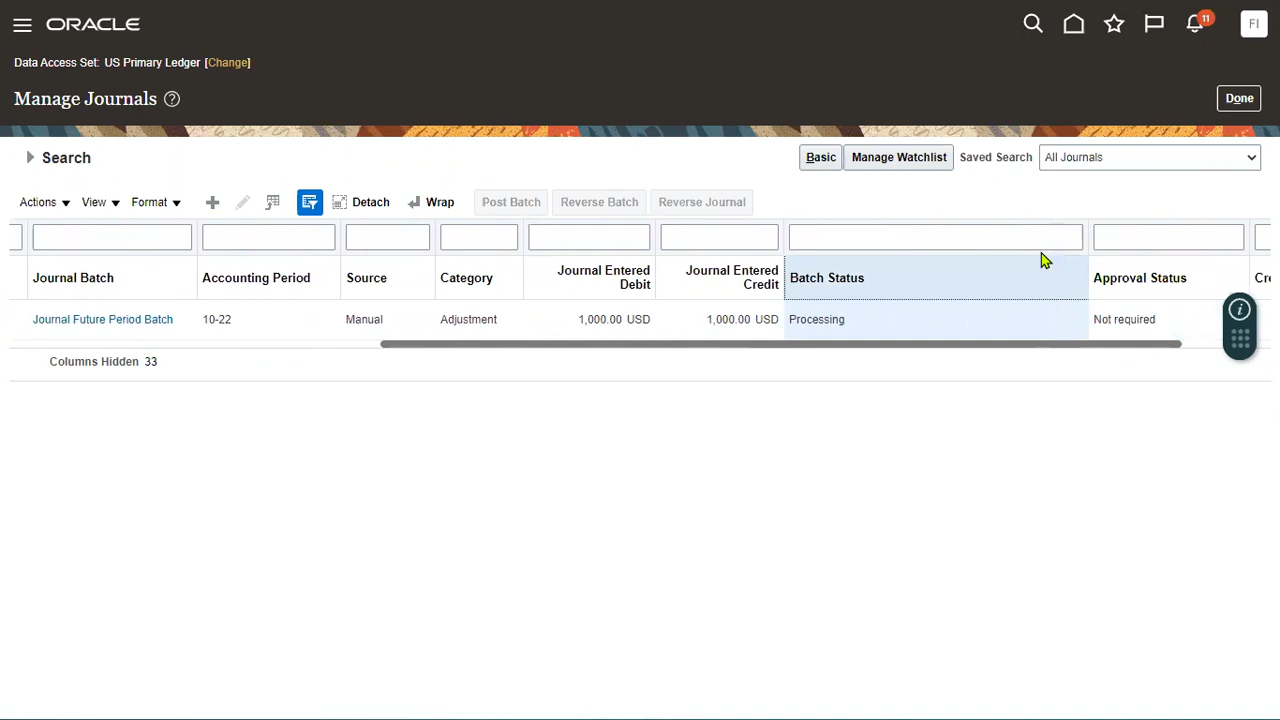 ORACLE
11
FI
Data Access Set: US Primary Ledger [Change]
Manage Journals ?
Done
Search
Basic Manage Watchlist Saved Search All Journals
Actions View Format Detach Wrap Post Batch Reverse Batch Reverse Journal
Journal Batch Accounting Period Source Category Journal Entered Debit Journal Entered Credit Batch Status Approval Status Cre
Journal Future Period Batch 10-22 Manual Adjustment 1,000.00 USD 1,000.00 USD Processing Not required
Columns Hidden 33